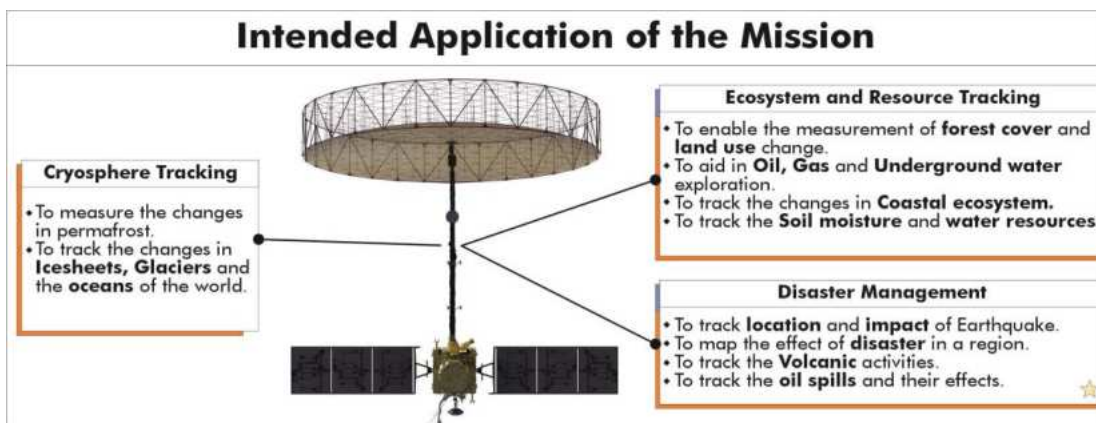 Intended Application of the Mission
Cryosphere Tracking
• To measure the changes
in permafrost.
• To track the changes in
Icesheets, Glaciers and
the oceans of the world.
Ecosystem and Resource Tracking
• To enable the measurement of forest cover and
land use change.
• To aid in Oil, Gas and Underground water
exploration.
• To track the changes in Coastal ecosystem.
• To track the Soil moisture and water resources
Disaster Management
• To track location and impact of Earthquake.
• To map the effect of disaster in a region.
• To track the Volcanic activities.
• To track the oil spills and their effects.